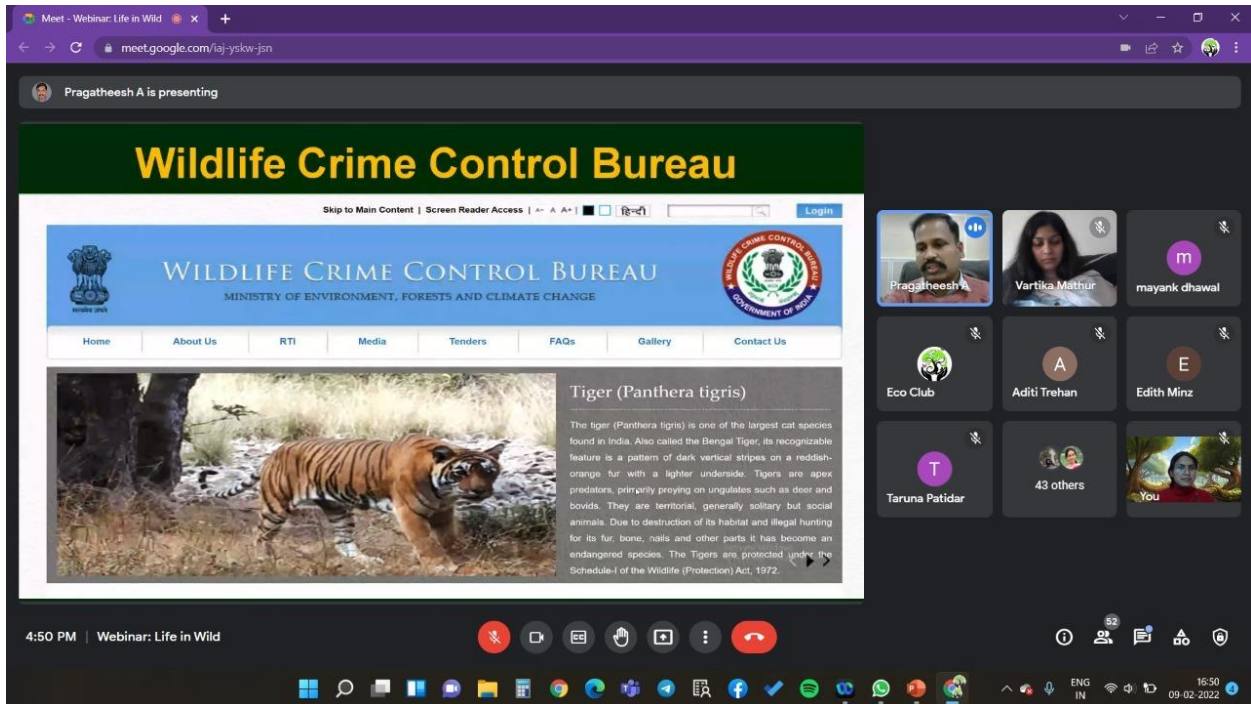 Meet - Webinar: Life in Wild
meet.google.com/iaj-yskw-jsn
Pragatheesh A is presenting
Wildlife Crime Control Bureau
Skip to Main Content | Screen Reader Access | A- A A+ | हिन्दी Login
WILDLIFE CRIME CONTROL BUREAU
MINISTRY OF ENVIRONMENT, FORESTS AND CLIMATE CHANGE
सत्यमेव जयते
WILDLIFE CRIME CONTROL BUREAU
GOVERNMENT OF INDIA
Home About Us RTI Media Tenders FAQs Gallery Contact Us
Tiger (Panthera tigris)
The tiger (Panthera tigris) is one of the largest cat species
found in India. Also called the Bengal Tiger, its recognizable
feature is a pattern of dark vertical stripes on a reddish-
orange fur with a lighter underside. Tigers are apex
predators, primarily preying on ungulates such as deer and
bovids. They are territorial, generally solitary but social
animals. Due to destruction of its habitat and illegal hunting
for its fur, bone, nails and other parts it has become an
endangered species. The Tigers are protected under the
Schedule-I of the Wildlife (Protection) Act, 1972.
Pragatheesh A
Vartika Mathur
m
mayank dhawal
Eco Club
A
Aditi Trehan
E
Edith Minz
T
Taruna Patidar
43 others
You
4:50 PM | Webinar: Life in Wild
52
ENG
IN
16:50
09-02-2022
4